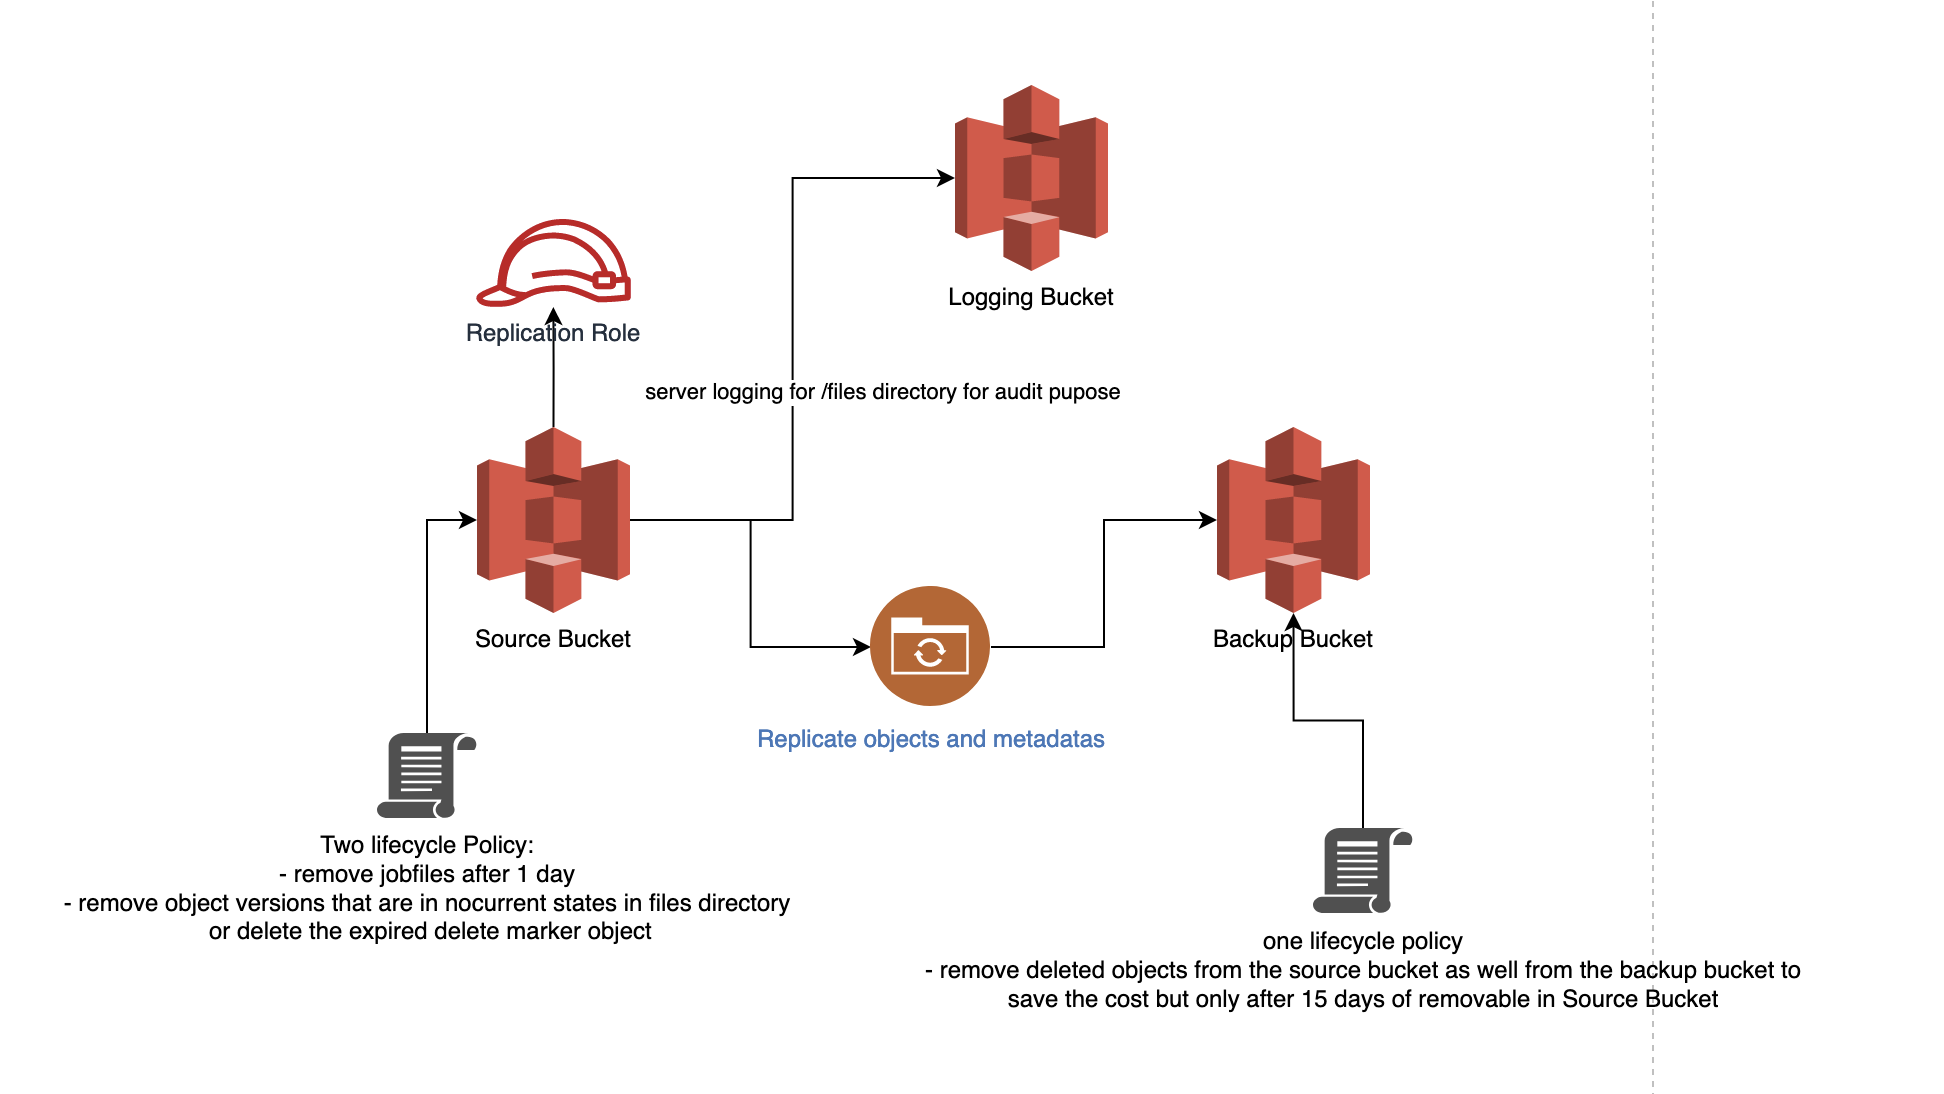 Logging Bucket
Replication Role
server logging for /files directory for audit pupose
Source Bucket
Backup Bucket
Replicate objects and metadatas
Two lifecycle Policy:
- remove jobfiles after 1 day
- remove object versions that are in nocurrent states in files directory
or delete the expired delete marker object
one lifecycle policy
- remove deleted objects from the source bucket as well from the backup bucket to
save the cost but only after 15 days of removable in Source Bucket